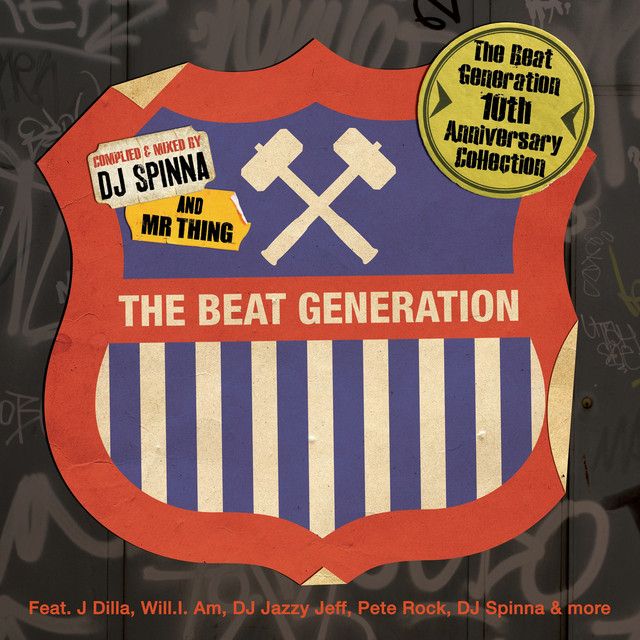 The Beat
Generation
10th
Anniversary
Collection
COMPLIED & MIXED BY
DJ SPINNA
AND
MR THING
THE BEAT GENERATION
Feat. J Dilla, Will.I. Am, DJ Jazzy Jeff, Pete Rock, DJ Spinna & more